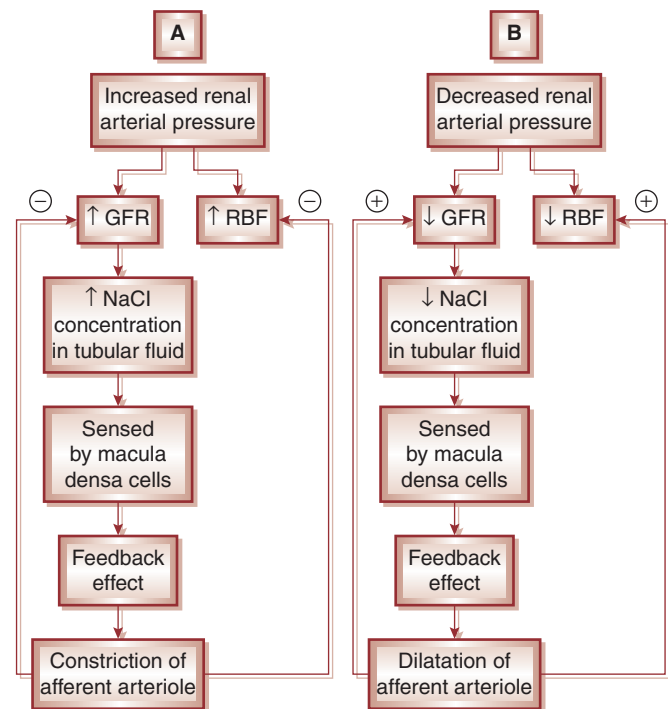 A
Increased renal
arterial pressure
−
↑ GFR
↑ RBF
−
↑ NaCl
concentration
in tubular fluid
Sensed
by macula
densa cells
Feedback
effect
Constriction of
afferent arteriole
B
Decreased renal
arterial pressure
+
↓ GFR
↓ RBF
+
↓ NaCl
concentration
in tubular fluid
Sensed
by macula
densa cells
Feedback
effect
Dilatation of
afferent arteriole